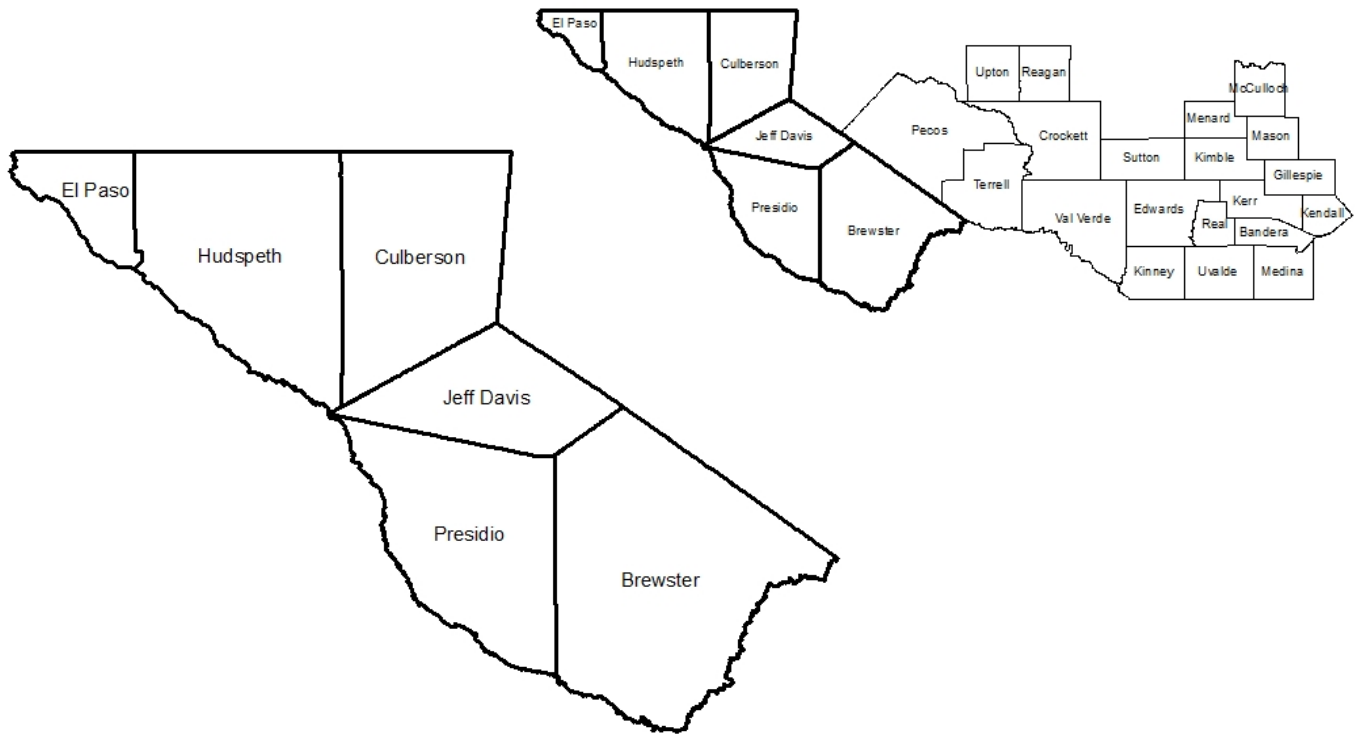 El Paso
Hudspeth
Culberson
Jeff Davis
Presidio
Brewster
El Paso
Hudspeth
Culberson
Jeff Davis
Presidio
Brewster
Pecos
Terrell
Upton
Reagan
Crockett
Val Verde
Sutton
Edwards
Kinney
Menard
McCulloch
Mason
Kimble
Gillespie
Kerr
Kendall
Real
Bandera
Uvalde
Medina